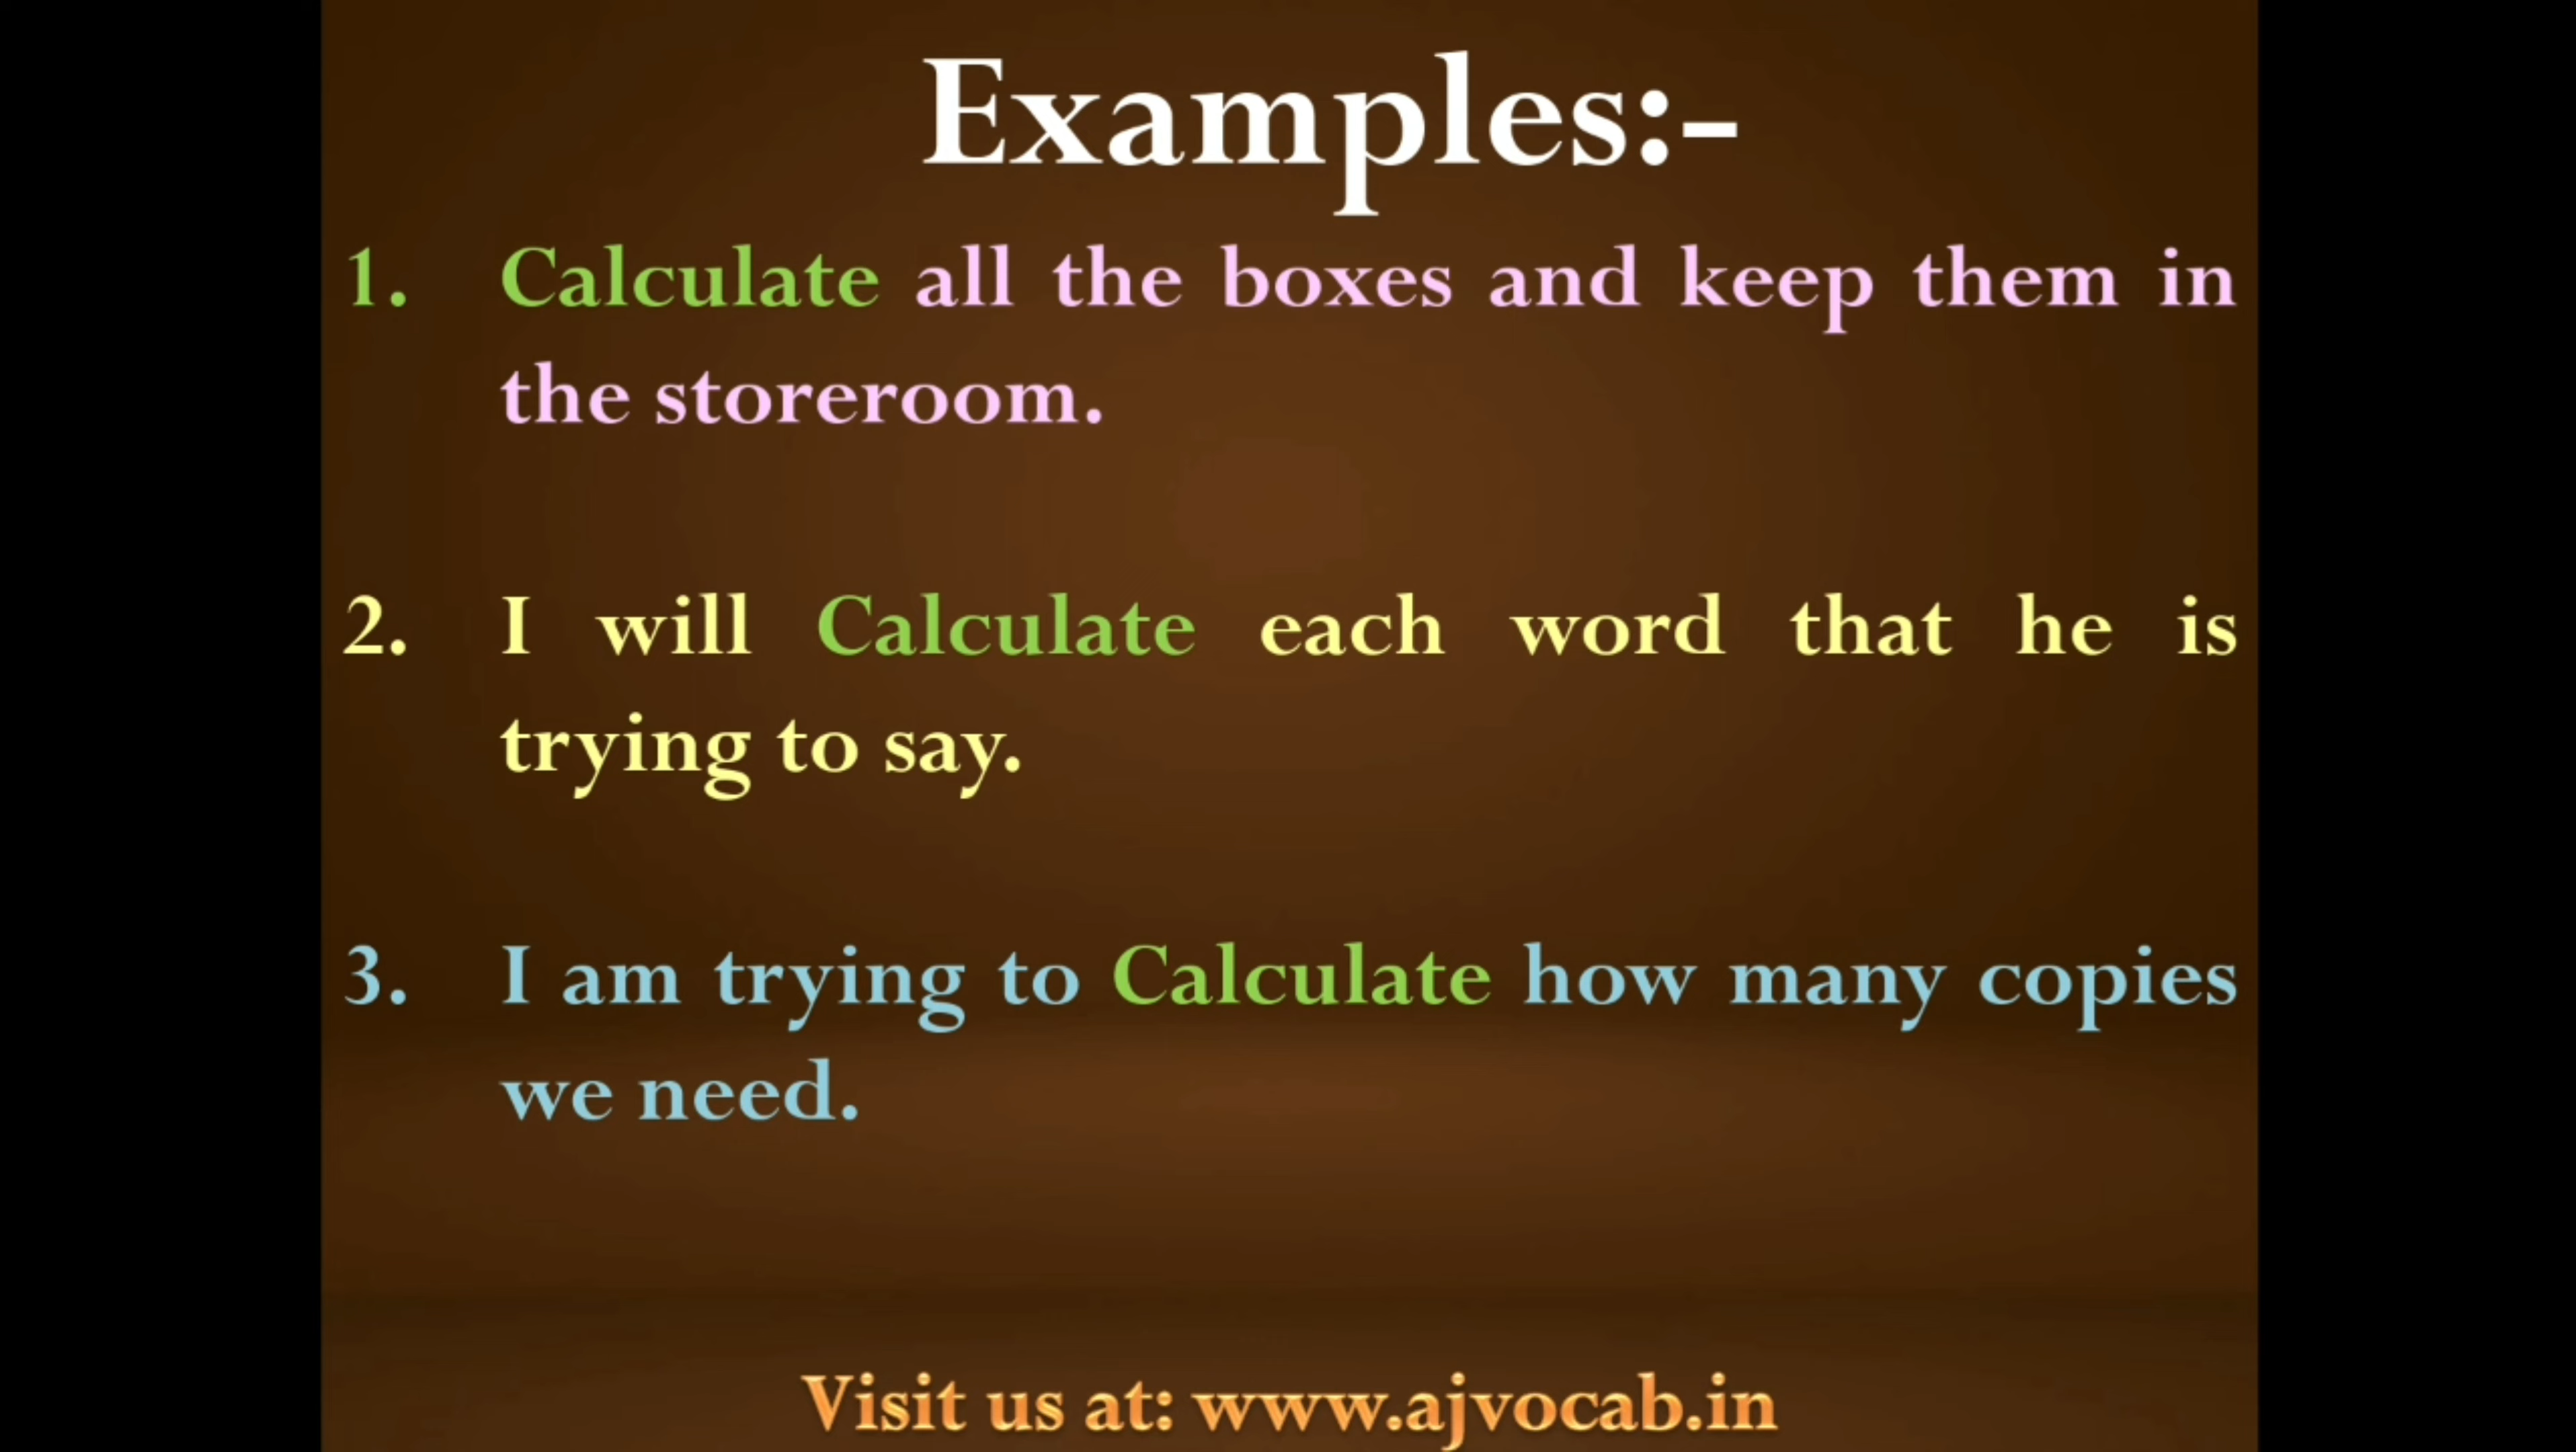 Examples:-
1. Calculate all the boxes and keep them in
the storeroom.
2. I will Calculate each word that he is
trying to say.
3. I am trying to Calculate how many copies
we need.
Visit us at: www.ajvocab.in